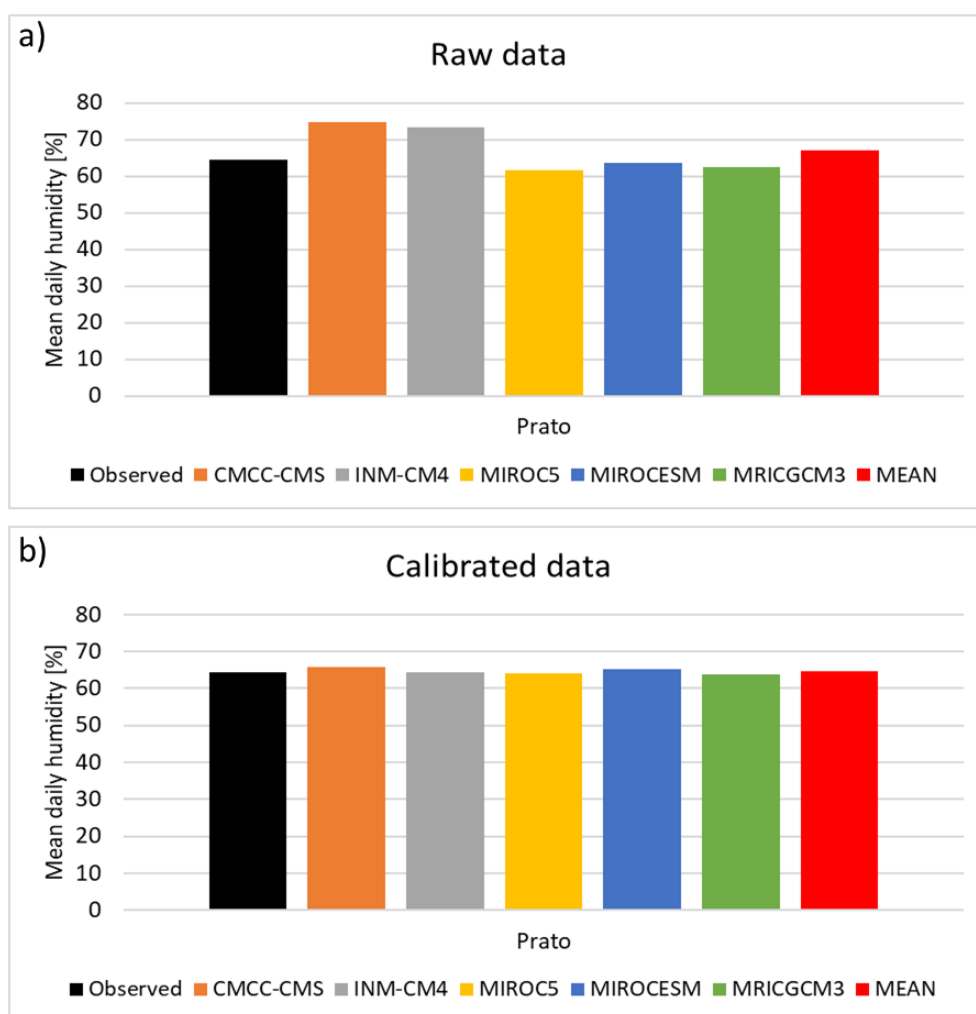 a)
Raw data
Mean daily humidity [%]
80
70
60
50
40
30
20
10
0
Prato
Observed CMCC-CMS INM-CM4 MIROC5 MIROCESM MRICGCM3 MEAN
b)
Calibrated data
Mean daily humidity [%]
80
70
60
50
40
30
20
10
0
Prato
Observed CMCC-CMS INM-CM4 MIROC5 MIROCESM MRICGCM3 MEAN